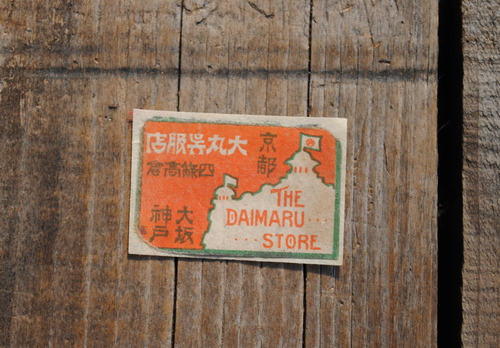 京都
大丸呉服店
四條高倉
大坂
神戸
THE
DAIMARU...
...STORE